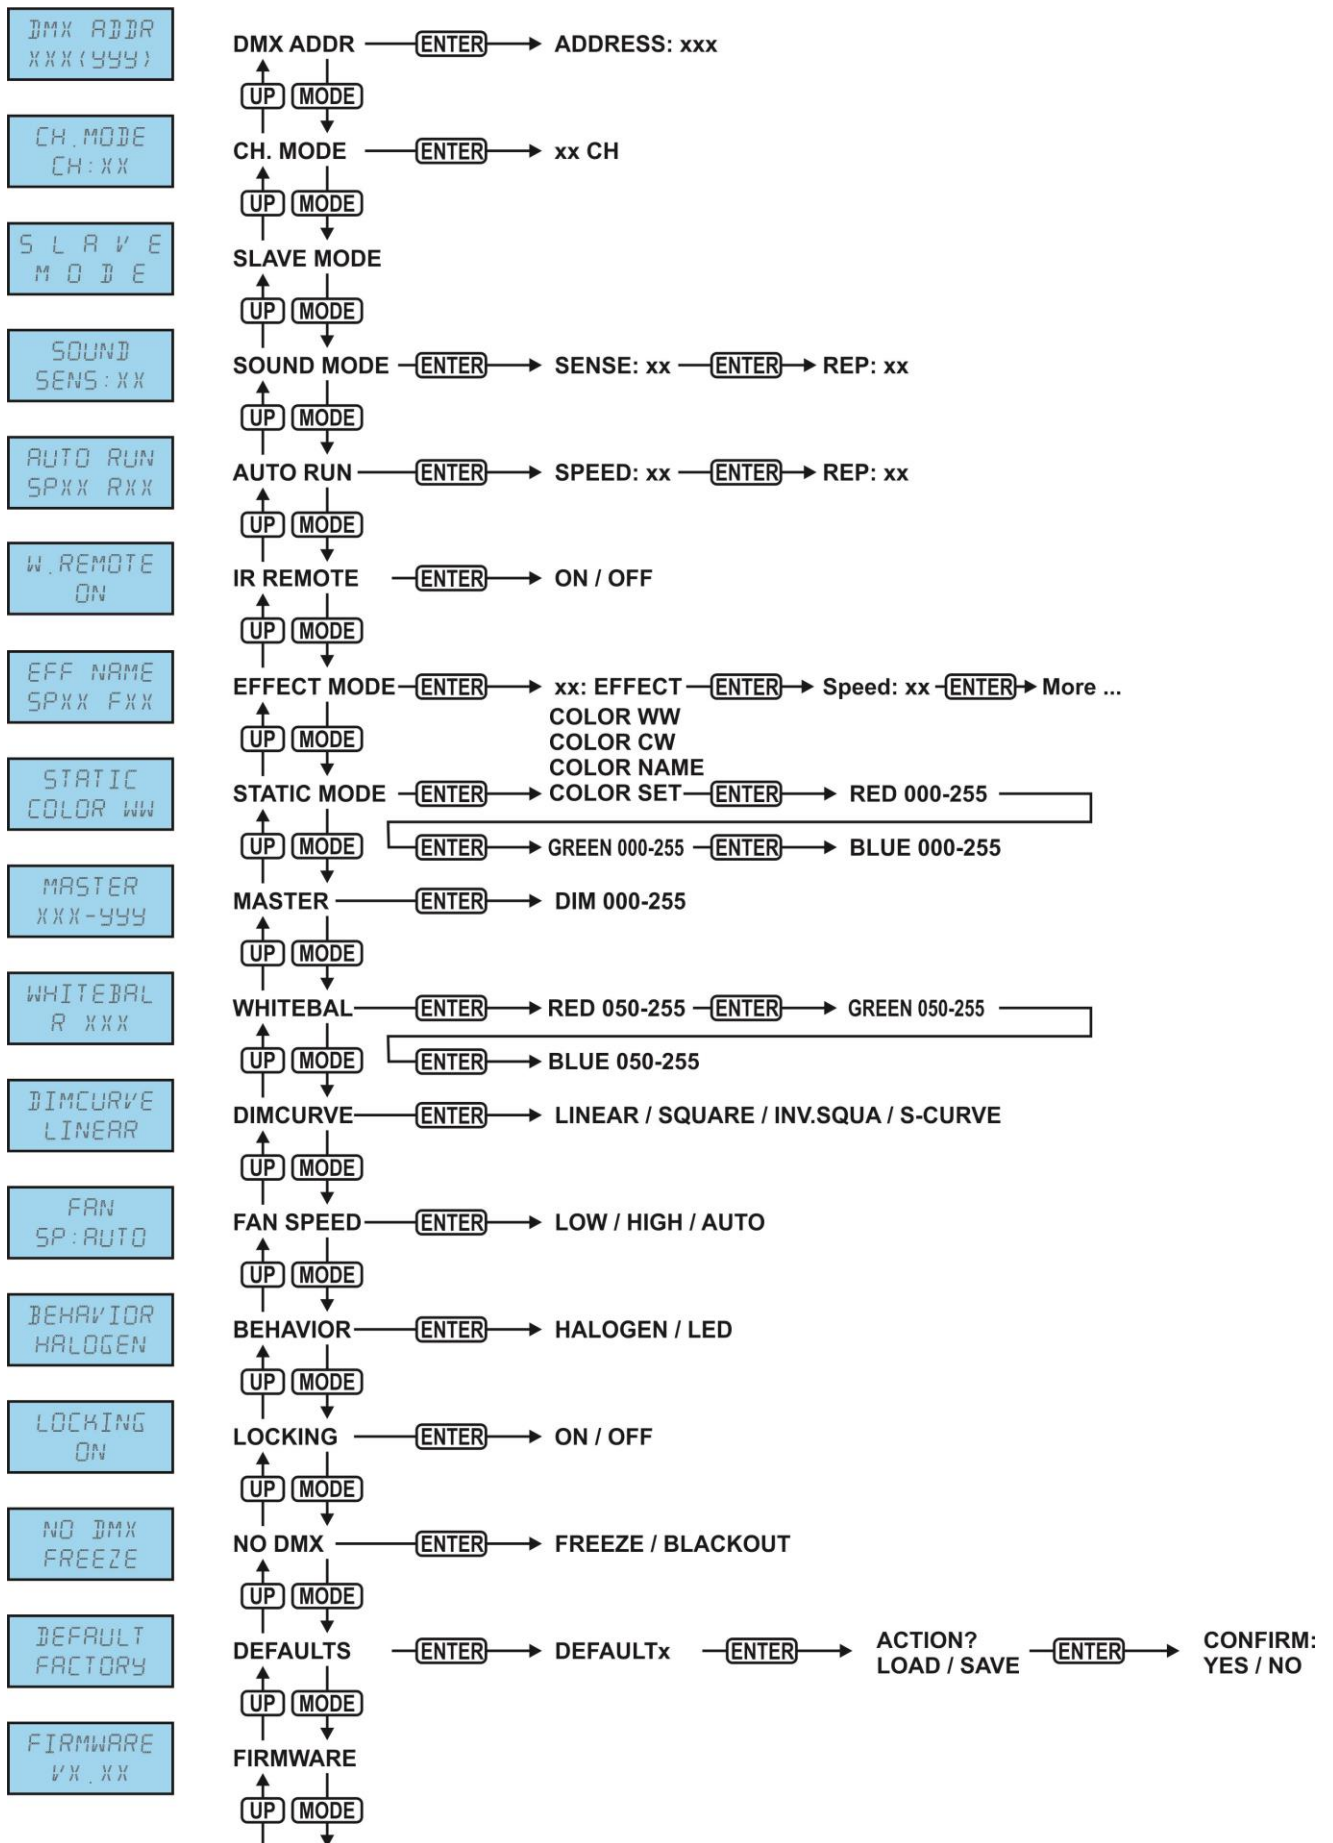 DMX ADDR
XXX(YYY)
DMX ADDR ENTER ADDRESS: xxx
UP MODE
CH.MODE
CH:XX
CH. MODE ENTER xx CH
UP MODE
SLAVE
MODE
SLAVE MODE
UP MODE
SOUND
SENS:XX
SOUND MODE ENTER SENSE: xx ENTER REP: xx
UP MODE
AUTO RUN
SPXX RXX
AUTO RUN ENTER SPEED: xx ENTER REP: xx
UP MODE
W.REMOTE
ON
IR REMOTE ENTER ON / OFF
UP MODE
EFF NAME
SPXX FXX
EFFECT MODE ENTER xx: EFFECT ENTER Speed: xx ENTER More ...
UP MODE
COLOR WW
COLOR CW
COLOR NAME
STATIC
COLOR WW
STATIC MODE ENTER COLOR SET ENTER RED 000-255
UP MODE
ENTER GREEN 000-255 ENTER BLUE 000-255
MASTER
XXX-YYY
MASTER ENTER DIM 000-255
UP MODE
WHITEBAL
R XXX
WHITEBAL ENTER RED 050-255 ENTER GREEN 050-255
UP MODE
ENTER BLUE 050-255
DIMCURVE
LINEAR
DIMCURVE ENTER LINEAR / SQUARE / INV.SQUA / S-CURVE
UP MODE
FAN
SP:AUTO
FAN SPEED ENTER LOW / HIGH / AUTO
UP MODE
BEHAVIOR
HALOGEN
BEHAVIOR ENTER HALOGEN / LED
UP MODE
LOCKING
ON
LOCKING ENTER ON / OFF
UP MODE
NO DMX
FREEZE
NO DMX ENTER FREEZE / BLACKOUT
UP MODE
DEFAULT
FACTORY
DEFAULTS ENTER DEFAULTx ENTER ACTION?
LOAD / SAVE ENTER CONFIRM:
YES / NO
UP MODE
FIRMWARE
VX.XX
FIRMWARE
UP MODE